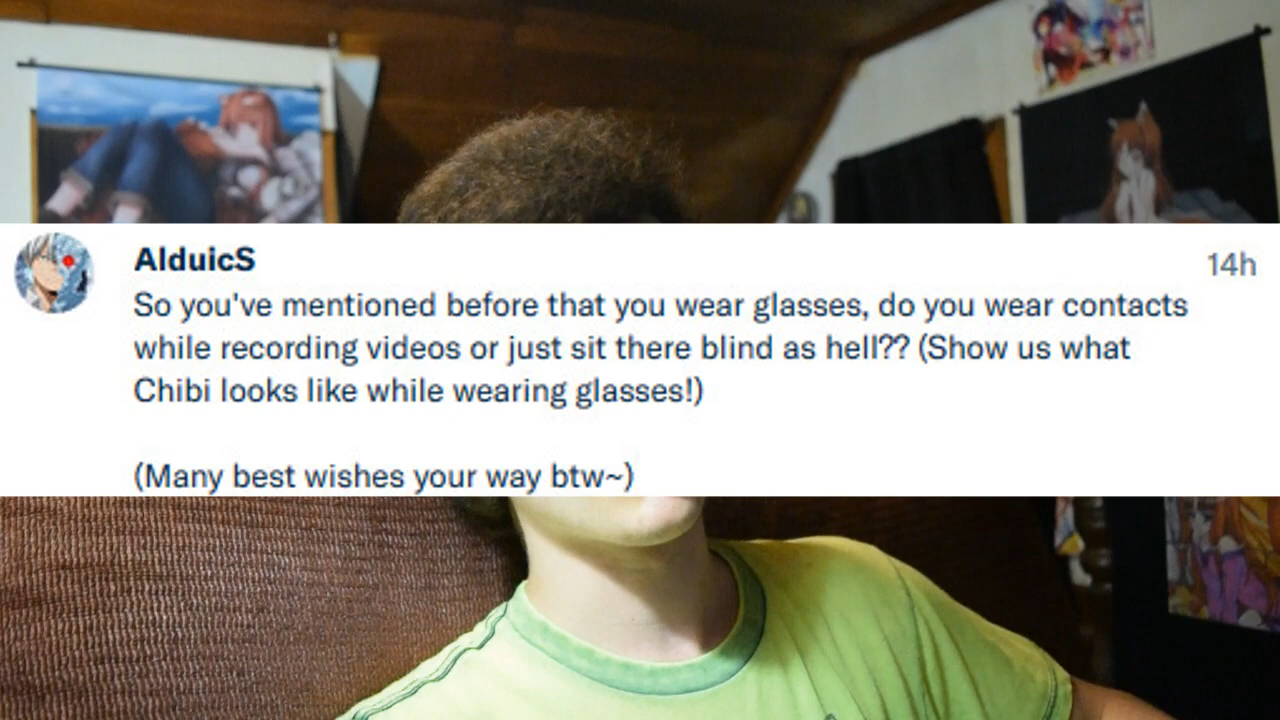 AlduicS
14h
So you've mentioned before that you wear glasses, do you wear contacts
while recording videos or just sit there blind as hell?? (Show us what
Chibi looks like while wearing glasses!)
(Many best wishes your way btw~)